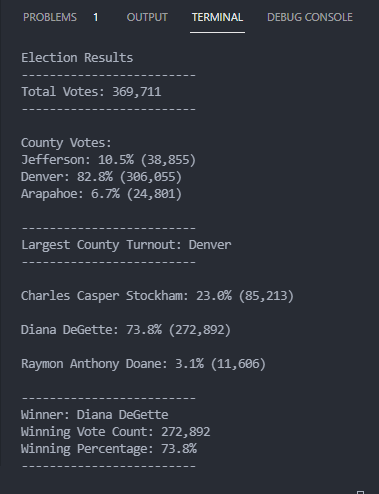 PROBLEMS 1 OUTPUT TERMINAL DEBUG CONSOLE
Election Results
-------------------------
Total Votes: 369,711
-------------------------
County Votes:
Jefferson: 10.5% (38,855)
Denver: 82.8% (306,055)
Arapahoe: 6.7% (24,801)
-------------------------
Largest County Turnout: Denver
-------------------------
Charles Casper Stockham: 23.0% (85,213)
Diana DeGette: 73.8% (272,892)
Raymon Anthony Doane: 3.1% (11,606)
-------------------------
Winner: Diana DeGette
Winning Vote Count: 272,892
Winning Percentage: 73.8%
-------------------------